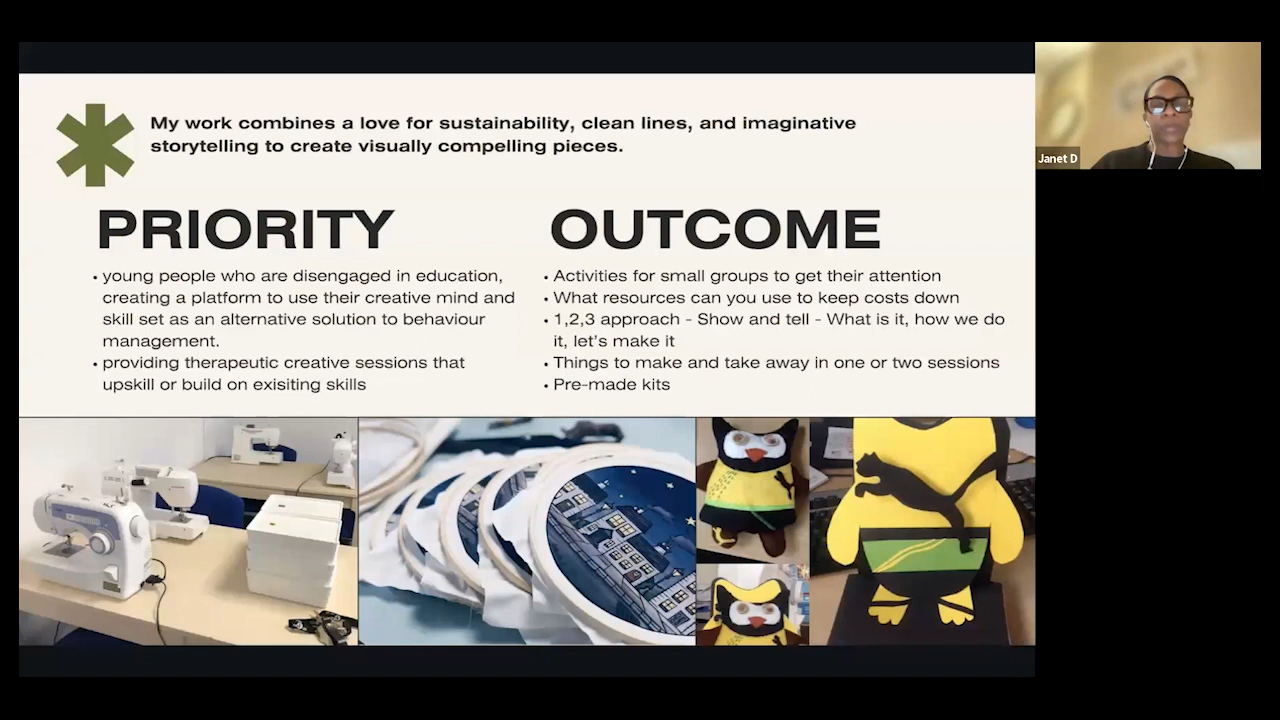 My work combines a love for sustainability, clean lines, and imaginative
storytelling to create visually compelling pieces.
PRIORITY
• young people who are disengaged in education,
creating a platform to use their creative mind and
skill set as an alternative solution to behaviour
management.
• providing therapeutic creative sessions that
upskill or build on exisiting skills
OUTCOME
• Activities for small groups to get their attention
• What resources can you use to keep costs down
• 1,2,3 approach - Show and tell - What is it, how we do
it, let's make it
• Things to make and take away in one or two sessions
• Pre-made kits
Janet D